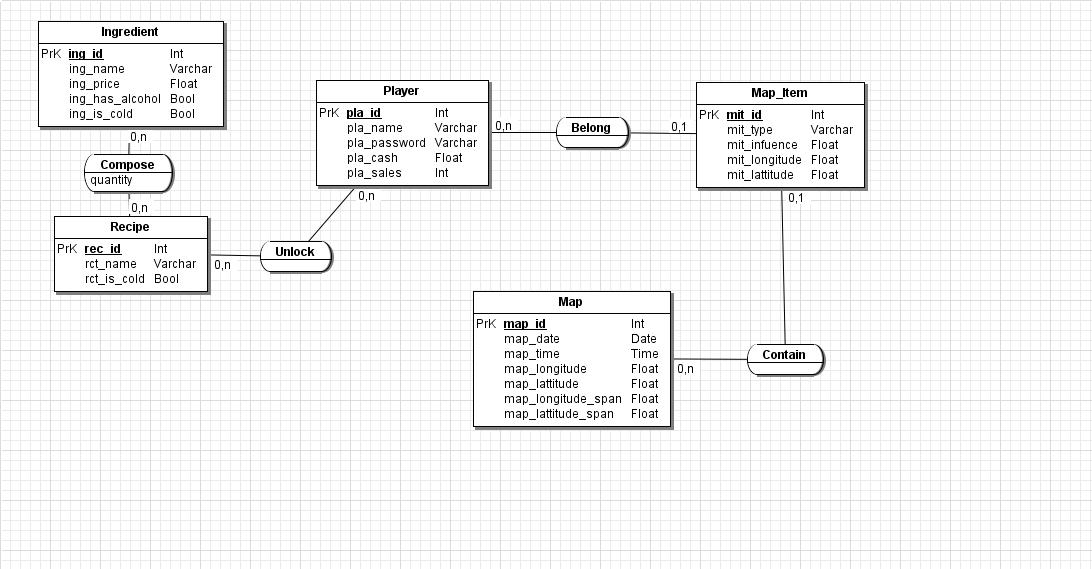 Ingredient
PrK ing_id Int
ing_name Varchar
ing_price Float
ing_has_alcohol Bool
ing_is_cold Bool
0,n
Compose
quantity
0,n
Recipe
PrK rec_id Int
rct_name Varchar
rct_is_cold Bool
0,n
Unlock
0,n
Player
PrK pla_id Int
pla_name Varchar
pla_password Varchar
pla_cash Float
pla_sales Int
0,n
Belong
0,1
Map_Item
PrK mit_id Int
mit_type Varchar
mit_infuence Float
mit_longitude Float
mit_lattitude Float
0,1
Contain
0,n
Map
PrK map_id Int
map_date Date
map_time Time
map_longitude Float
map_lattitude Float
map_longitude_span Float
map_lattitude_span Float